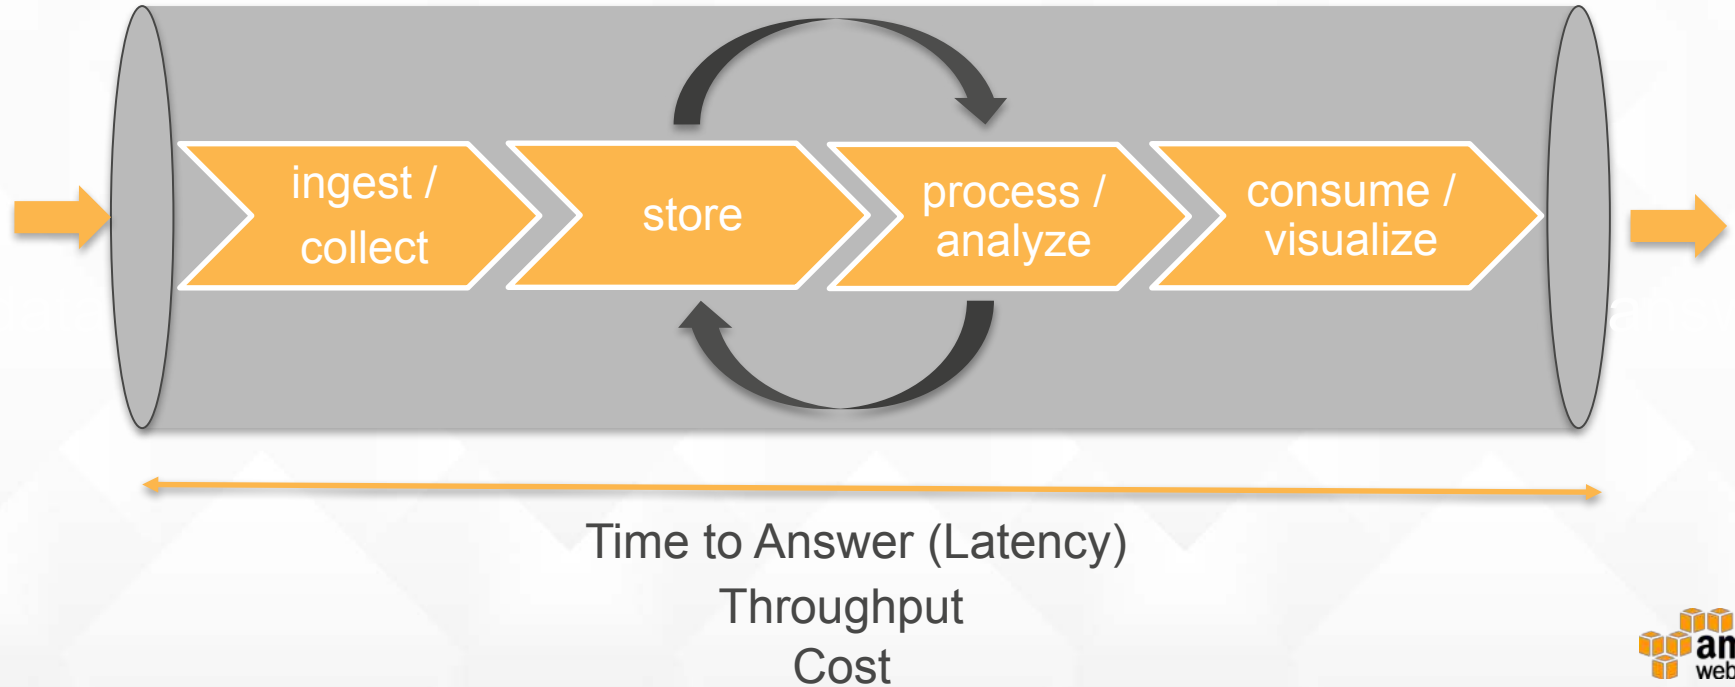 ingest /
collect
store
process /
analyze
consume /
visualize
Time to Answer (Latency)
Throughput
Cost